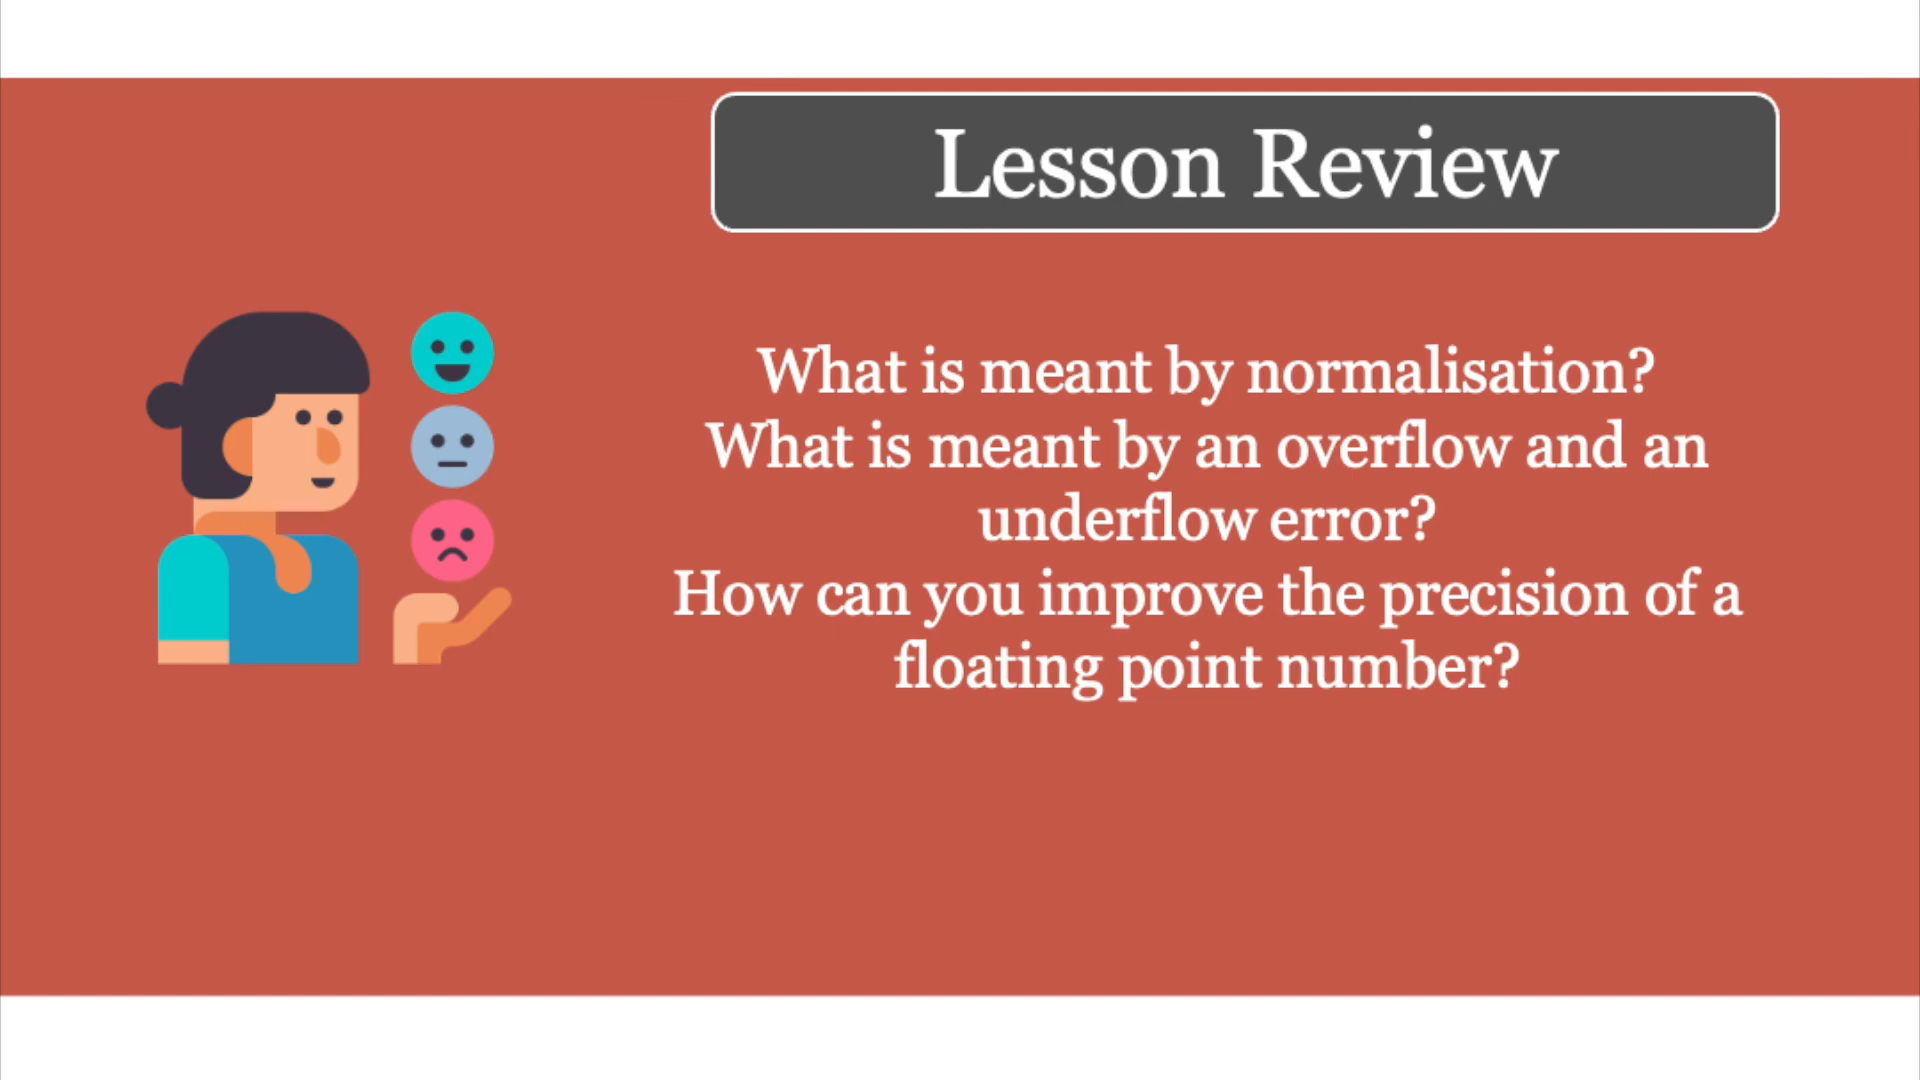 Lesson Review
What is meant by normalisation?
What is meant by an overflow and an
underflow error?
How can you improve the precision of a
floating point number?